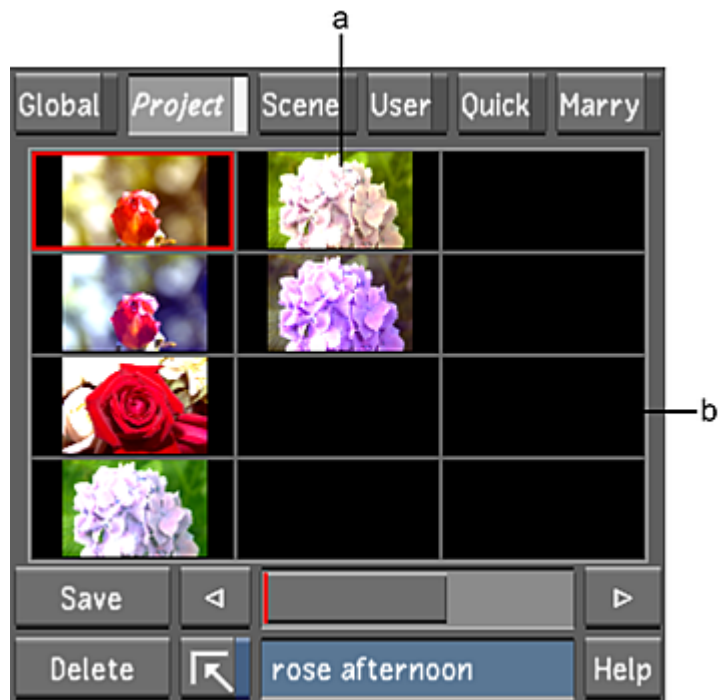 a
Global Project Scene User Quick Marry
b
Save
Delete rose afternoon Help